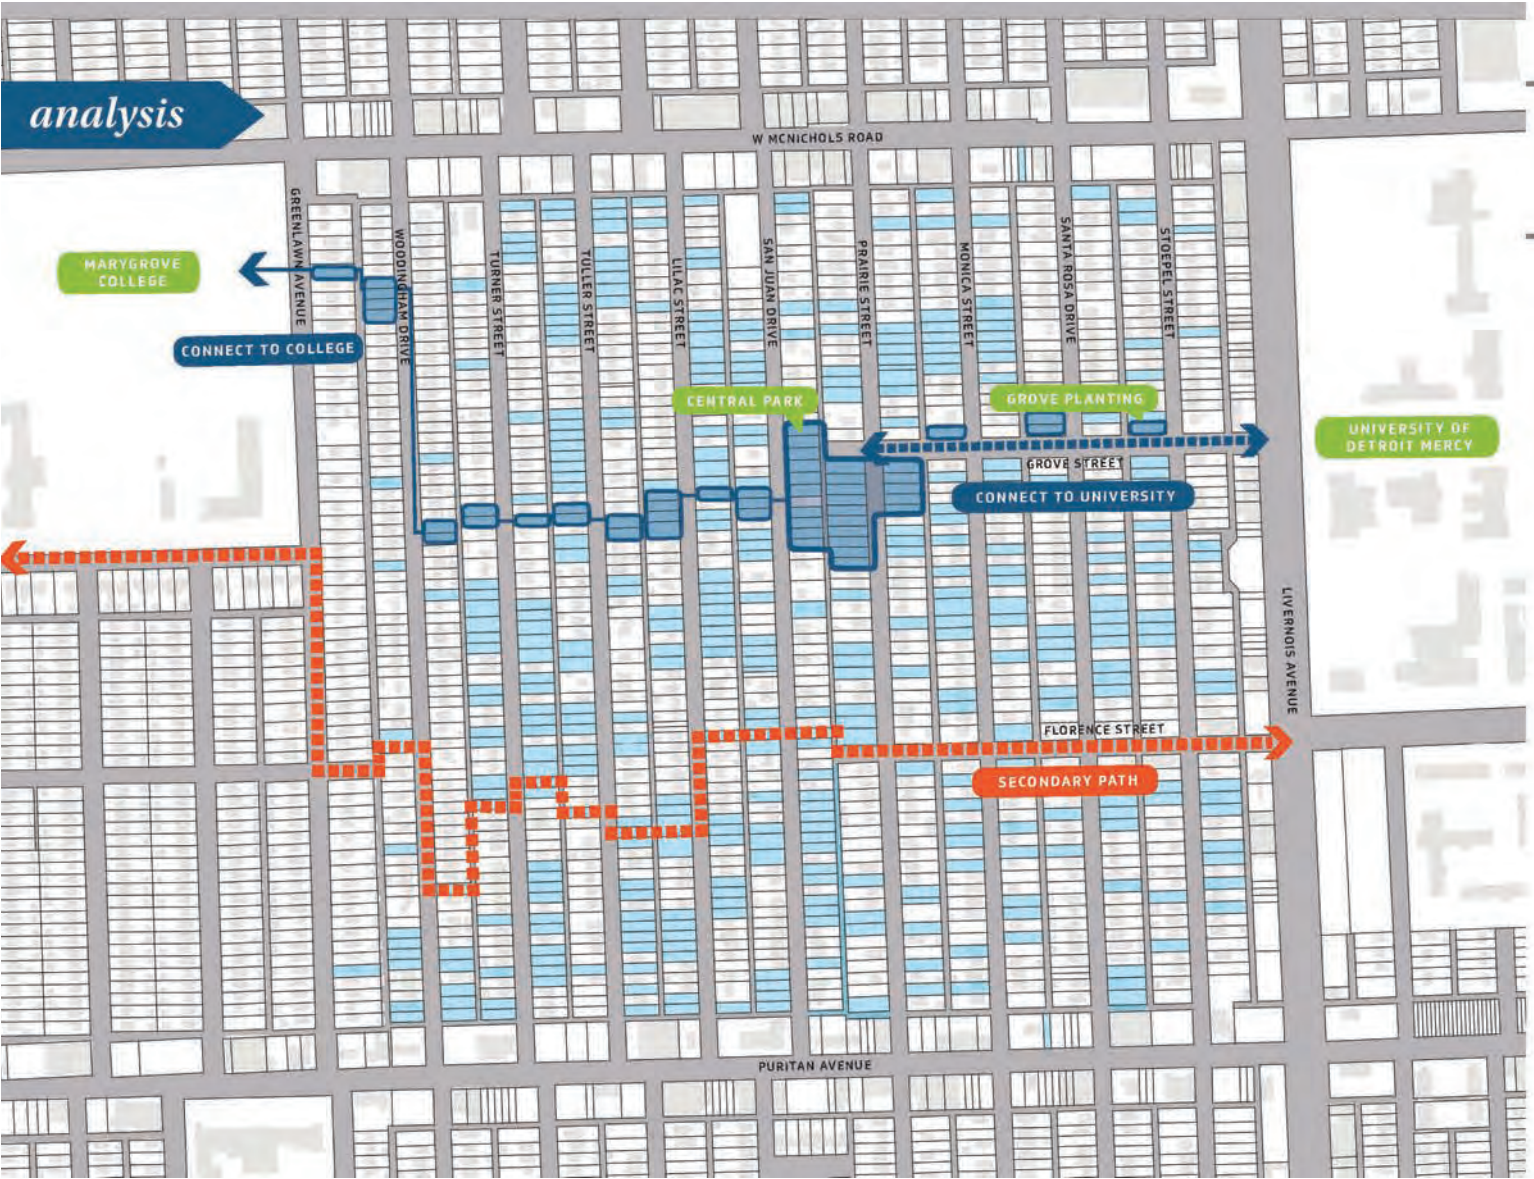 analysis
W MCNICHOLS ROAD
GREENLAWN AVENUE
WOODINGHAM DRIVE
TURNER STREET
TULLER STREET
LILAC STREET
SAN JUAN DRIVE
PRAIRIE STREET
MONICA STREET
SANTA ROSA DRIVE
STOEPEL STREET
MARYGROVE
COLLEGE
CONNECT TO COLLEGE
CENTRAL PARK
GROVE PLANTING
UNIVERSITY OF
DETROIT MERCY
GROVE STREET
CONNECT TO UNIVERSITY
LIVERNOIS AVENUE
FLORENCE STREET
SECONDARY PATH
PURITAN AVENUE